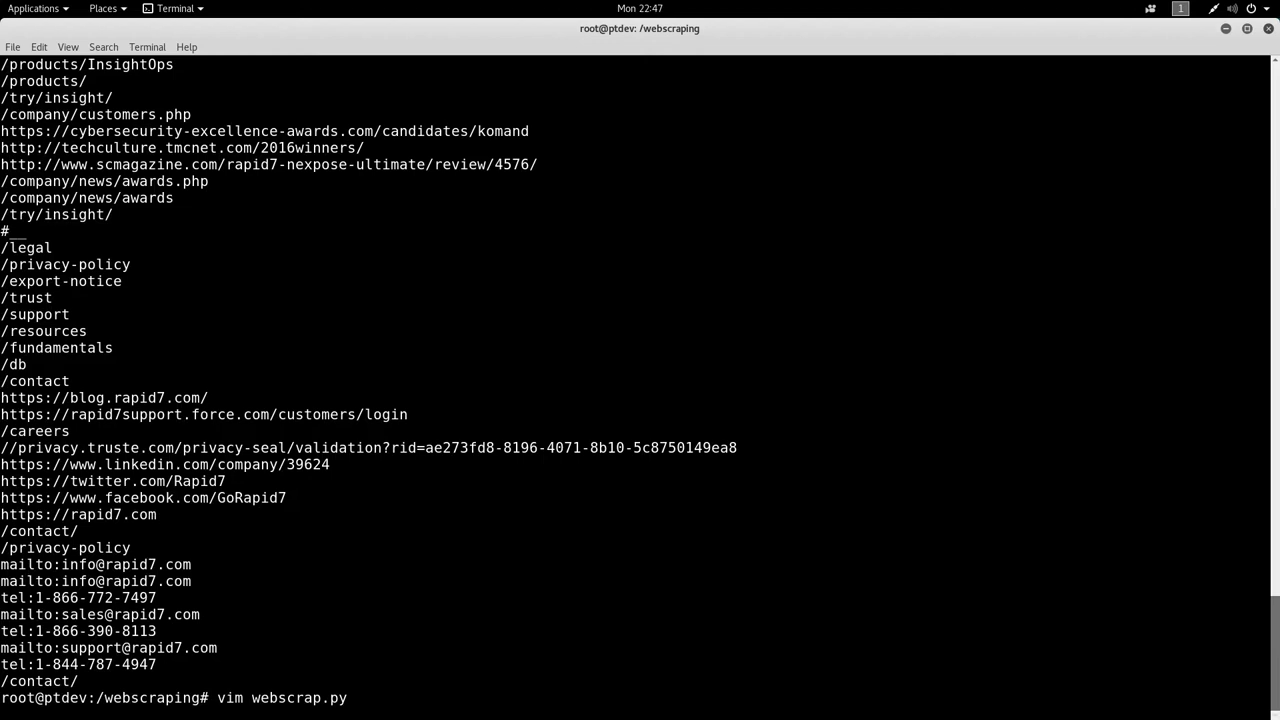 Applications
Places
Terminal
Mon 22:47
1
root@ptdev: /webscraping
File Edit View Search Terminal Help
/products/InsightOps
/products/
/try/insight/
/company/customers.php
https://cybersecurity-excellence-awards.com/candidates/komand
http://techculture.tmcnet.com/2016winners/
http://www.scmagazine.com/rapid7-nexpose-ultimate/review/4576/
/company/news/awards.php
/company/news/awards
/try/insight/
#__
/legal
/privacy-policy
/export-notice
/trust
/support
/resources
/fundamentals
/db
/contact
https://blog.rapid7.com/
https://rapid7support.force.com/customers/login
/careers
//privacy.truste.com/privacy-seal/validation?rid=ae273fd8-8196-4071-8b10-5c8750149ea8
https://www.linkedin.com/company/39624
https://twitter.com/Rapid7
https://www.facebook.com/GoRapid7
https://rapid7.com
/contact/
/privacy-policy
mailto:info@rapid7.com
mailto:info@rapid7.com
tel:1-866-772-7497
mailto:sales@rapid7.com
tel:1-866-390-8113
mailto:support@rapid7.com
tel:1-844-787-4947
/contact/
root@ptdev:/webscraping# vim webscrap.py